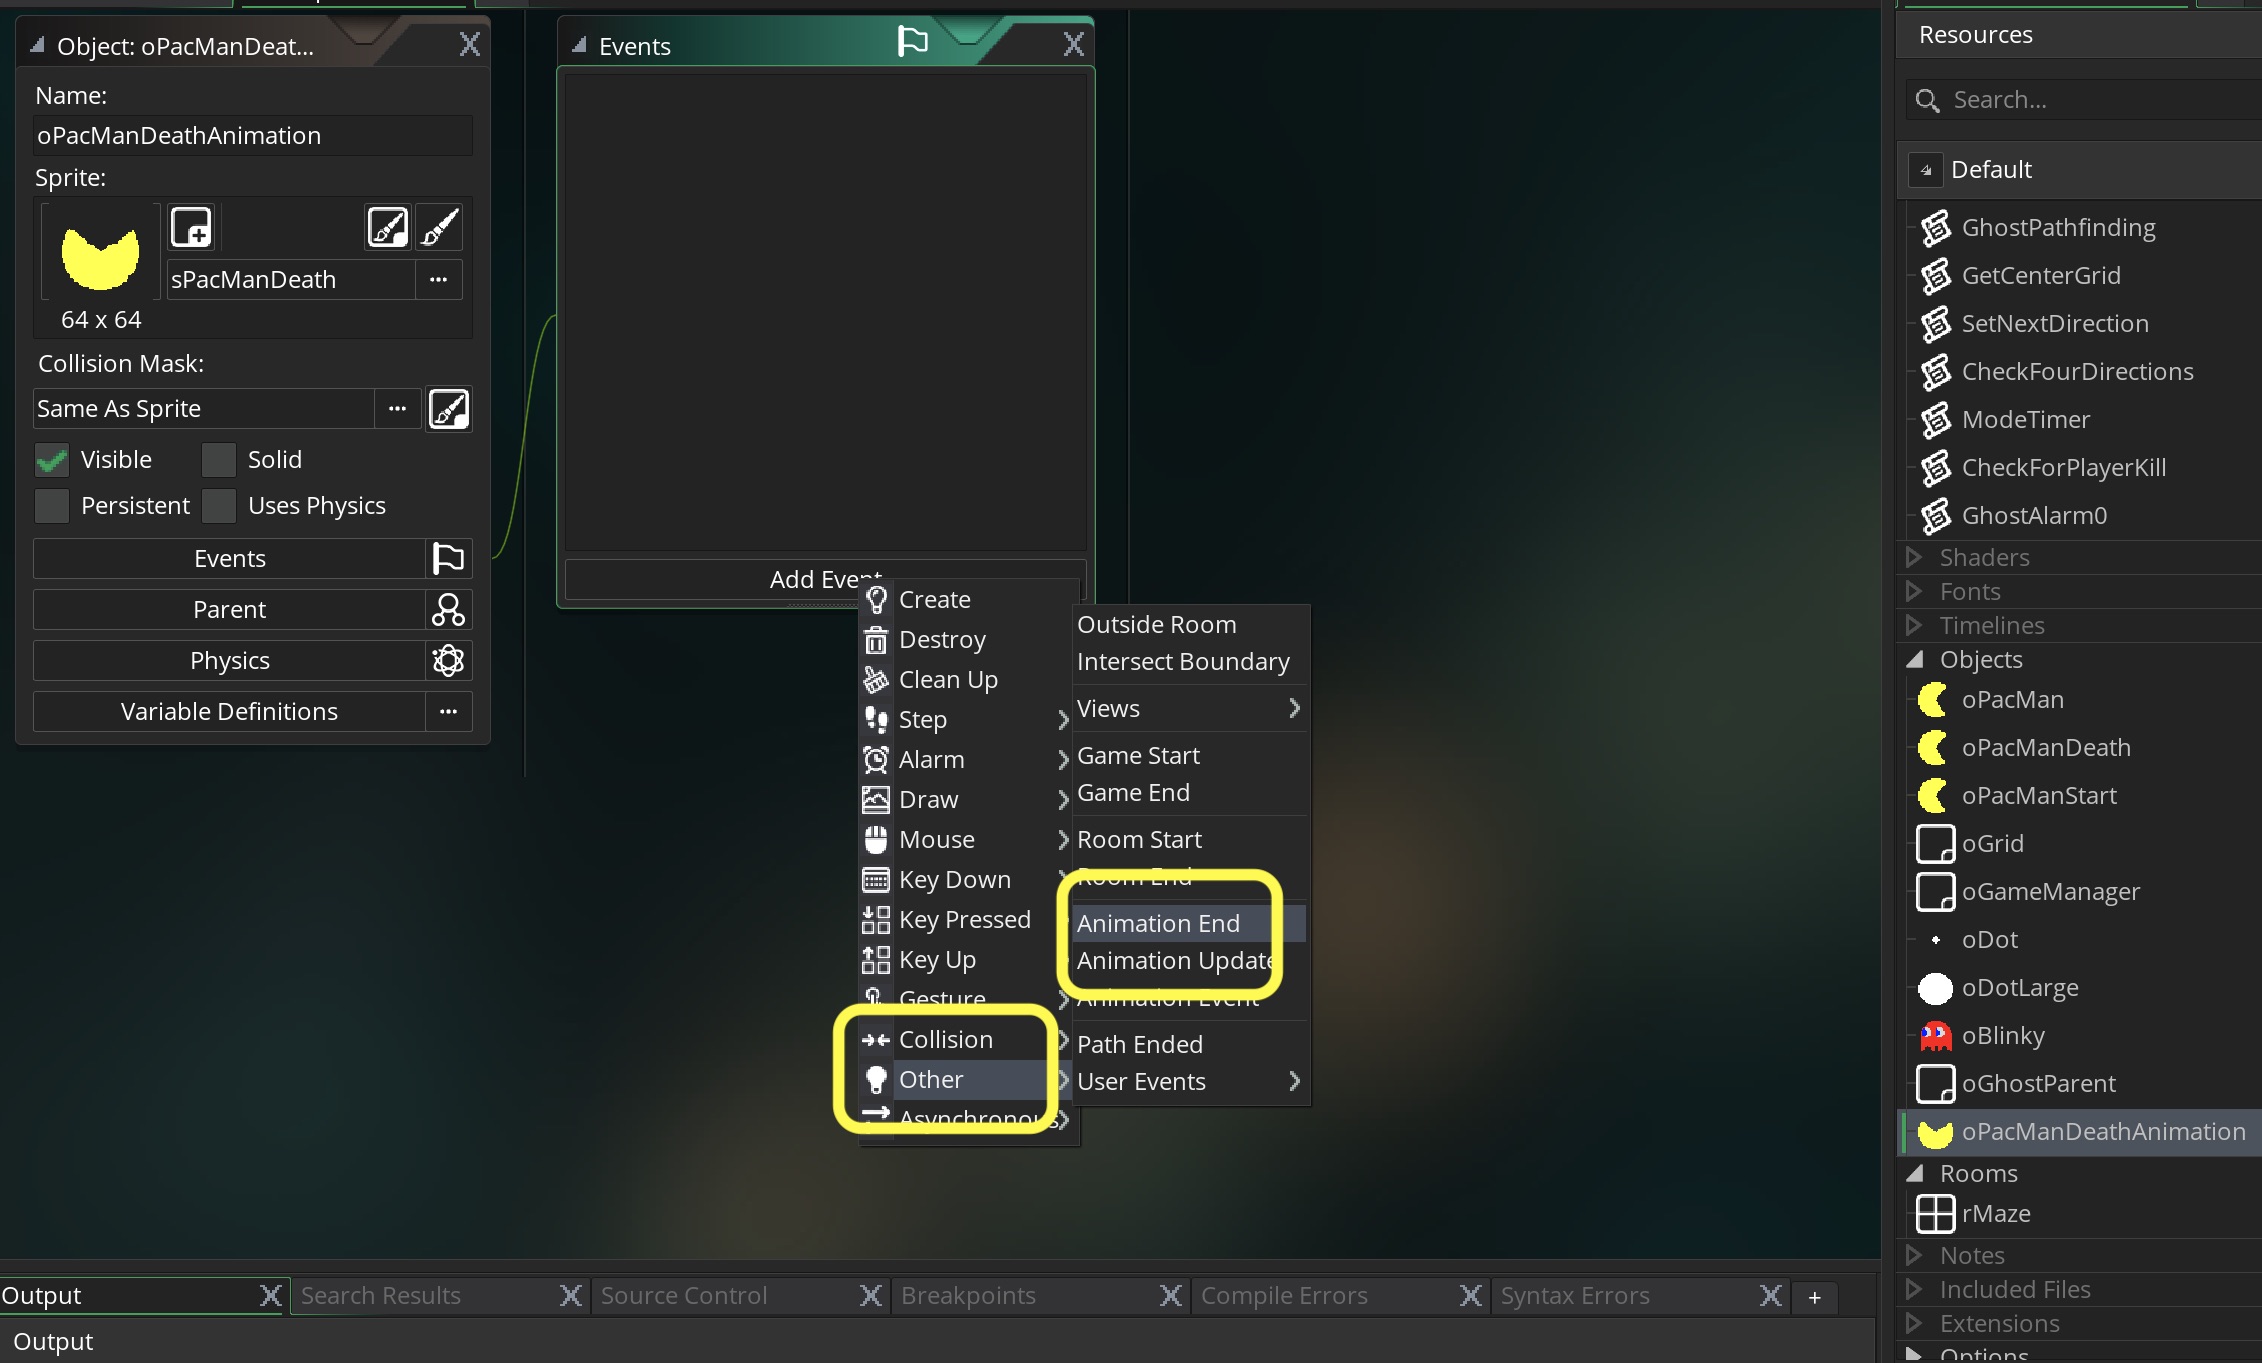 Object: oPacManDeat...
Name:
oPacManDeathAnimation
Sprite:
sPacManDeath
64 x 64
Collision Mask:
Same As Sprite
Visible
Solid
Persistent
Uses Physics
Events
Parent
Physics
Variable Definitions
Events
Add Event
Create
Destroy
Clean Up
Step
Alarm
Draw
Mouse
Key Down
Key Pressed
Key Up
Gesture
Collision
Other
Asynchronous
Outside Room
Intersect Boundary
Views
Game Start
Game End
Room Start
Room End
Animation End
Animation Update
Animation Event
Path Ended
User Events
Resources
Search...
Default
GhostPathfinding
GetCenterGrid
SetNextDirection
CheckFourDirections
ModeTimer
CheckForPlayerKill
GhostAlarm0
Shaders
Fonts
Timelines
Objects
oPacMan
oPacManDeath
oPacManStart
oGrid
oGameManager
oDot
oDotLarge
oBlinky
oGhostParent
oPacManDeathAnimation
Rooms
rMaze
Notes
Included Files
Extensions
Options
Output
Search Results
Source Control
Breakpoints
Compile Errors
Syntax Errors
+
Output